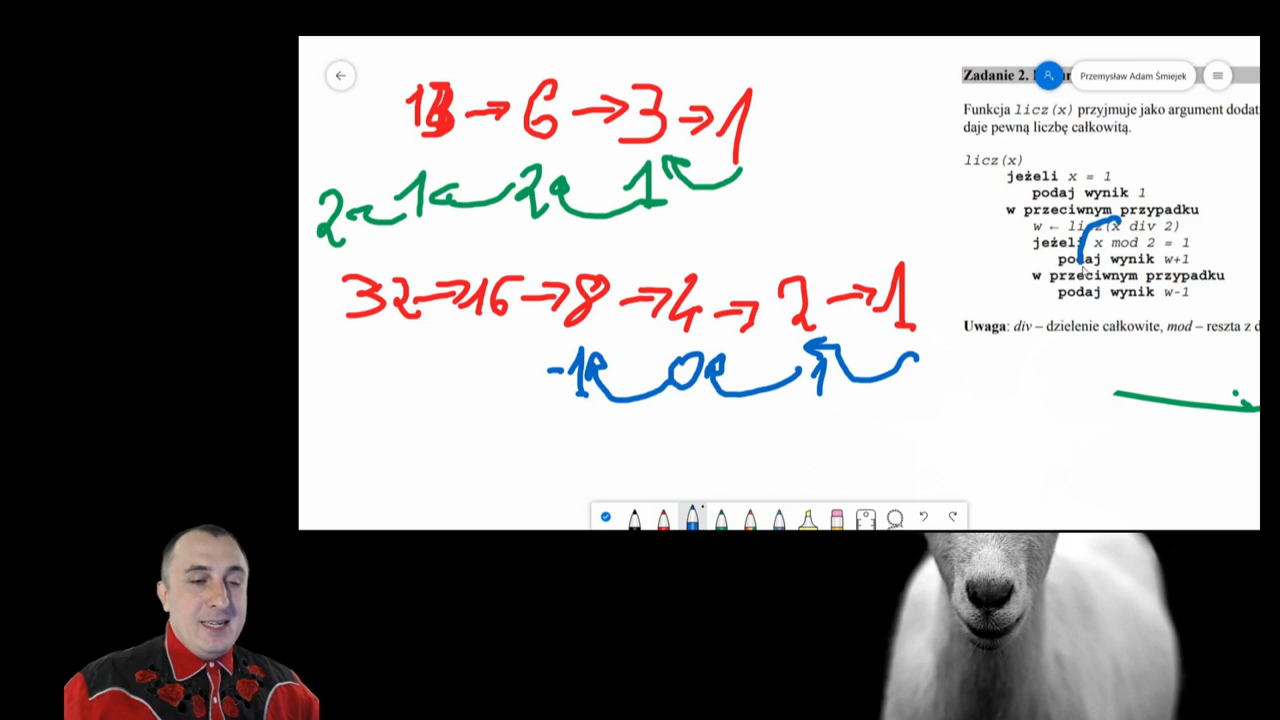 13 → 6 → 3 → 1
2 1 2 1
32 → 16 → 8 → 4 → 2 → 1
-1 0 1
Zadanie 2.
Przemysław Adam Śmiejek
Funkcja licz(x) przyjmuje jako argument
daje pewną liczbę całkowitą.
licz(x)
jeżeli x = 1
podaj wynik 1
w przeciwnym przypadku
w ← licz(x div 2)
jeżeli x mod 2 = 1
podaj wynik w+1
w przeciwnym przypadku
podaj wynik w-1
Uwaga: div – dzielenie całkowite, mod – reszta z